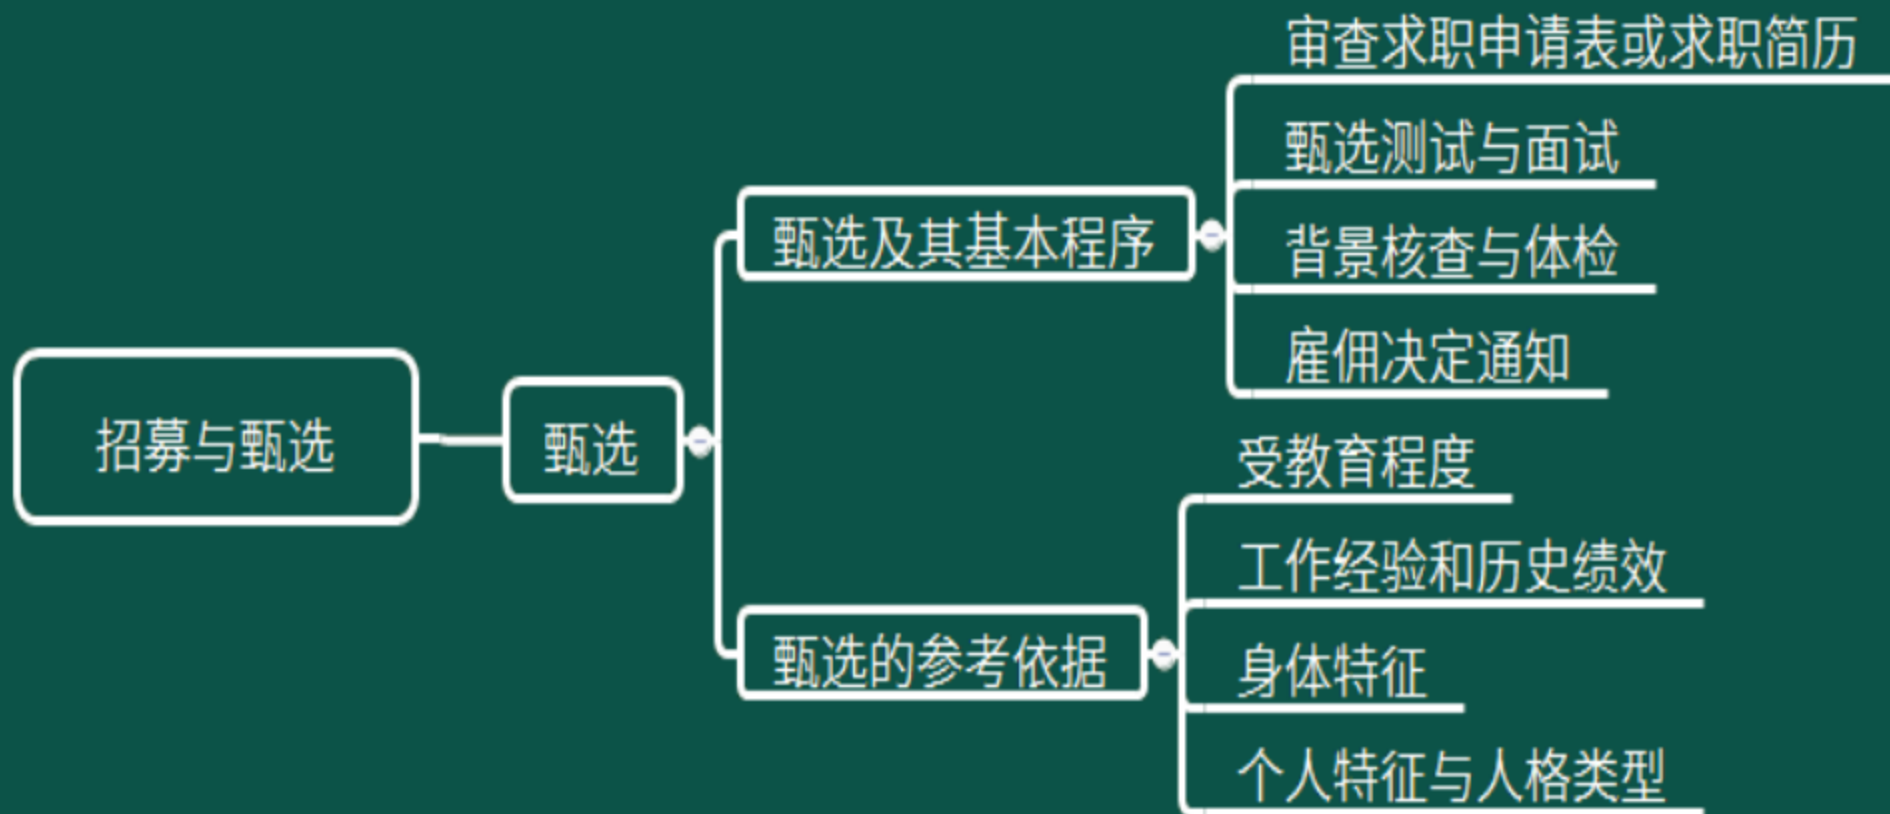 招募与甄选
甄选
甄选及其基本程序
审查求职申请表或求职简历
甄选测试与面试
背景核查与体检
雇佣决定通知
甄选的参考依据
受教育程度
工作经验和历史绩效
身体特征
个人特征与人格类型